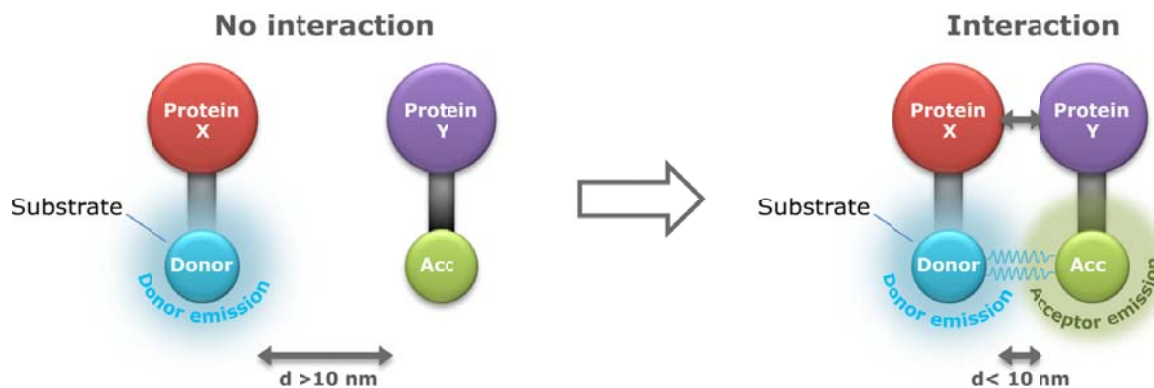 No interaction
Interaction
Protein
X
Protein
Y
Protein
X
Protein
Y
Substrate
Substrate
Donor
Acc
Donor
Acc
Donor emission
Donor emission
Acceptor emission
d >10 nm
d< 10 nm